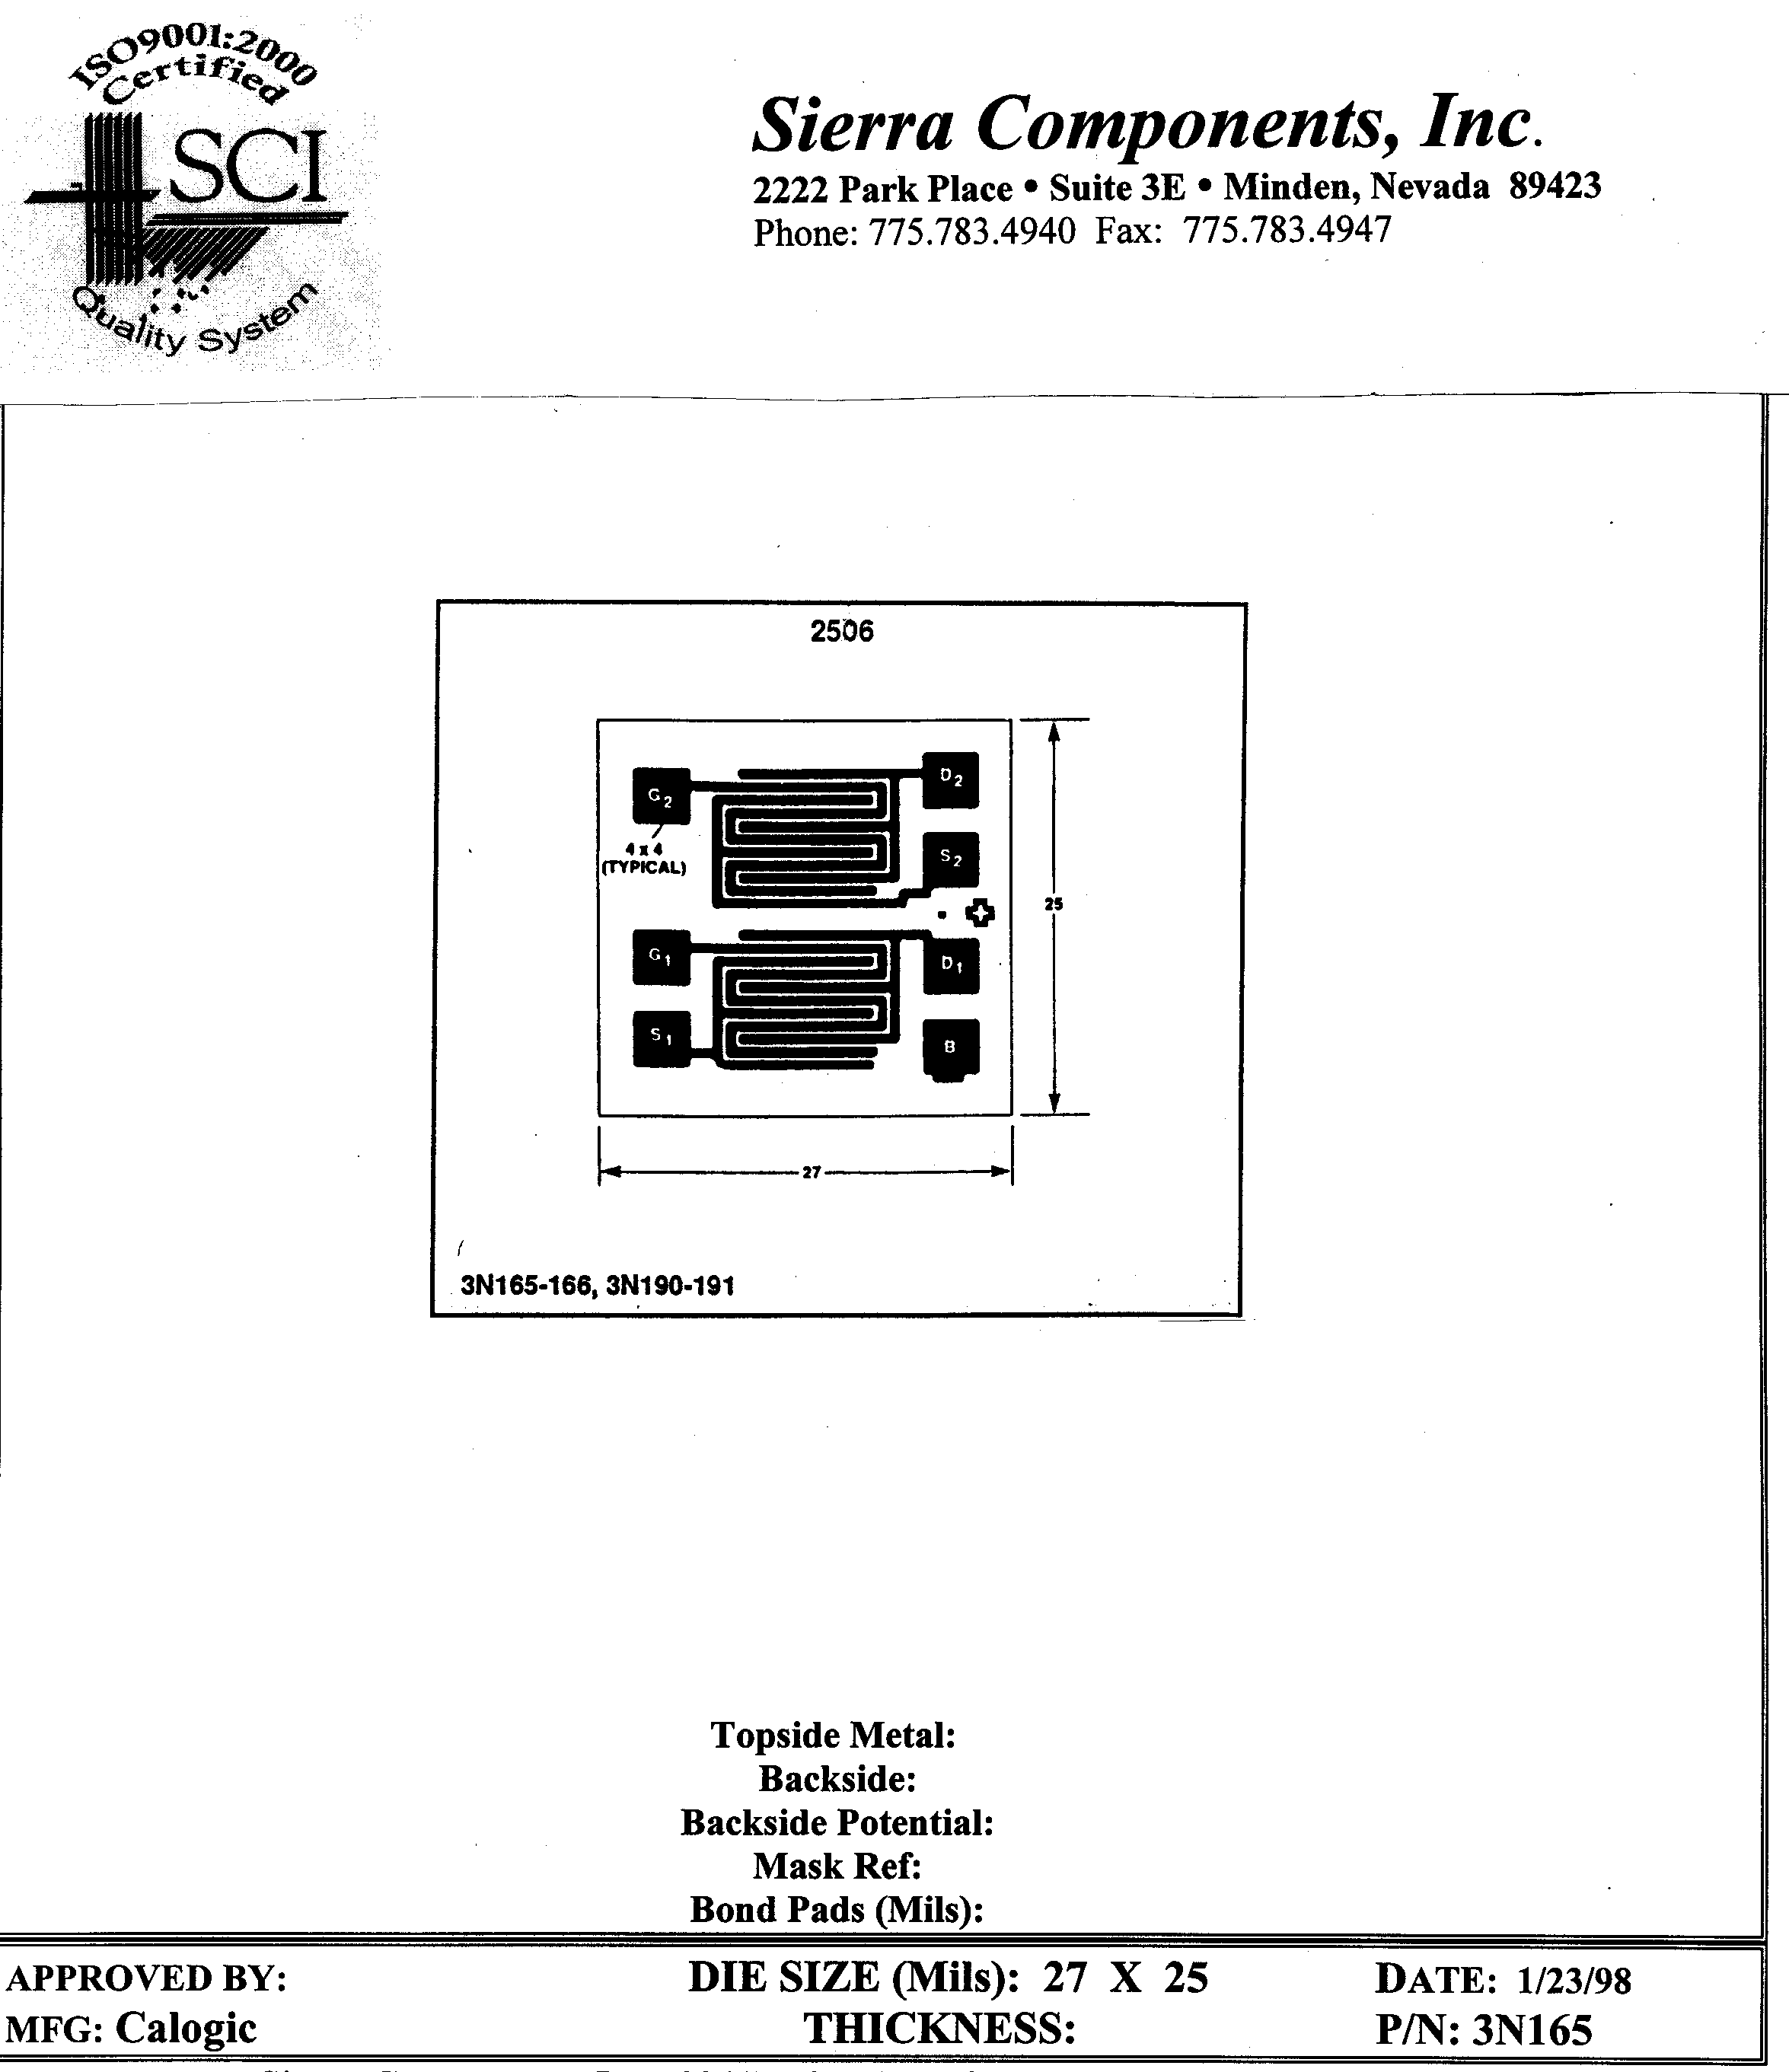 ISO9001:2000
Certified
SCI
Quality System
Sierra Components, Inc.
2222 Park Place • Suite 3E • Minden, Nevada 89423
Phone: 775.783.4940 Fax: 775.783.4947
2506
G2
D2
4 x 4
(TYPICAL)
S2
25
G1
D1
S1
B
27
3N165-166, 3N190-191
Topside Metal:
Backside:
Backside Potential:
Mask Ref:
Bond Pads (Mils):
APPROVED BY:
DIE SIZE (Mils): 27 X 25
DATE: 1/23/98
MFG: Calogic
THICKNESS:
P/N: 3N165